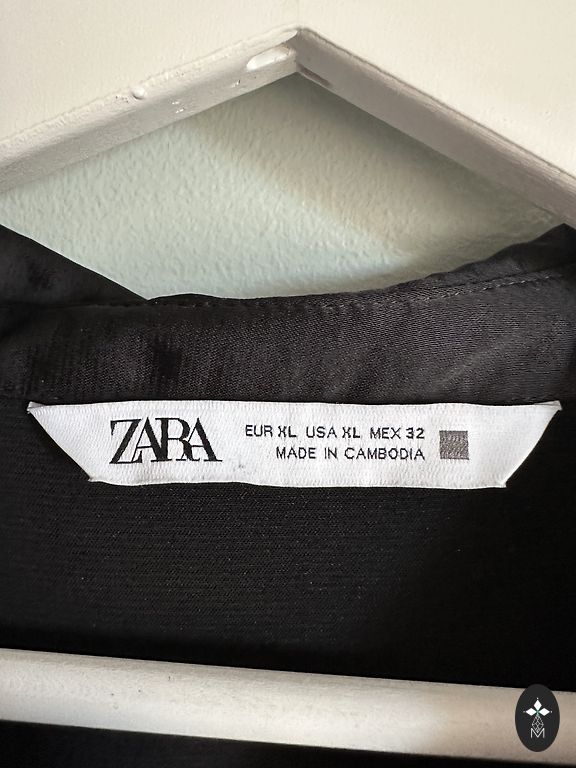 ZARA
EUR XL USA XL MEX 32
MADE IN CAMBODIA
M